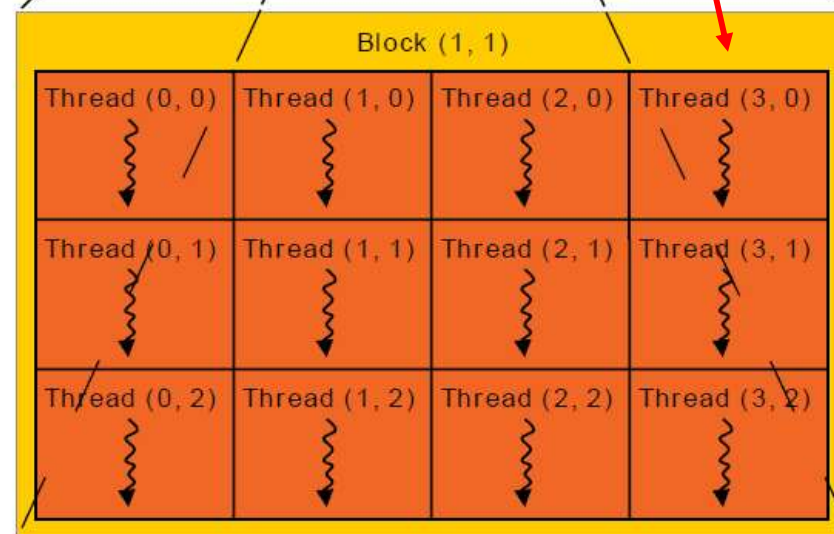 Block (1, 1)
Thread (0, 0) Thread (1, 0) Thread (2, 0) Thread (3, 0)
Thread (0, 1) Thread (1, 1) Thread (2, 1) Thread (3, 1)
Thread (0, 2) Thread (1, 2) Thread (2, 2) Thread (3, 2)